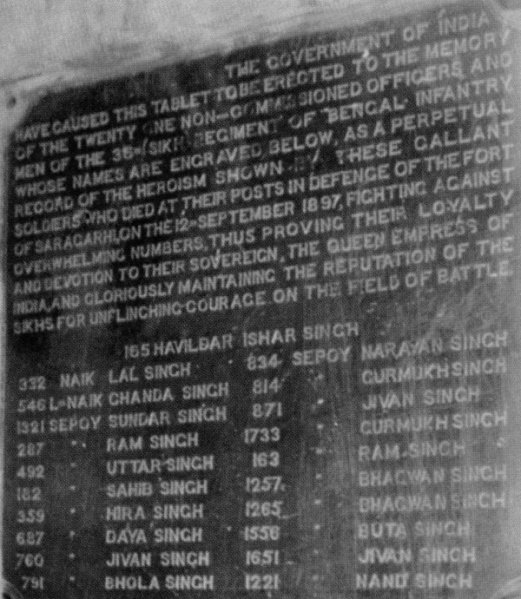 THE GOVERNMENT OF INDIA
HAVE CAUSED THIS TABLET TO BE ERECTED TO THE MEMORY
OF THE TWENTY ONE NON-COMMISSIONED OFFICERS AND
MEN OF THE 36TH (SIKH) REGIMENT OF BENGAL INFANTRY
WHOSE NAMES ARE ENGRAVED BELOW, AS A PERPETUAL
RECORD OF THE HEROISM SHOWN BY THESE GALLANT
SOLDIERS WHO DIED AT THEIR POSTS IN DEFENCE OF THE FORT
OF SARAGARHI, ON THE 12TH SEPTEMBER 1897, FIGHTING AGAINST
OVERWHELMING NUMBERS, THUS PROVING THEIR LOYALTY
AND DEVOTION TO THEIR SOVEREIGN, THE QUEEN EMPRESS OF
INDIA, AND GLORIOUSLY MAINTAINING THE REPUTATION OF THE
SIKHS FOR UNFLINCHING COURAGE ON THE FIELD OF BATTLE.
165 HAVILDAR ISHAR SINGH
332 NAIK LAL SINGH 834 SEPOY NARAYAN SINGH
546 L-NAIK CHANDA SINGH 814 " GURMUKH SINGH
1321 SEPOY SUNDAR SINGH 871 " JIVAN SINGH
287 " RAM SINGH 1733 " GURMUKH SINGH
492 " UTTAR SINGH 163 " RAM SINGH
182 " SAHIB SINGH 1257 " BHAGWAN SINGH
359 " HIRA SINGH 1265 " BHAGWAN SINGH
687 " DAYA SINGH 1556 " BUTA SINGH
760 " JIVAN SINGH 1651 " JIVAN SINGH
791 " BHOLA SINGH 1221 " NAND SINGH